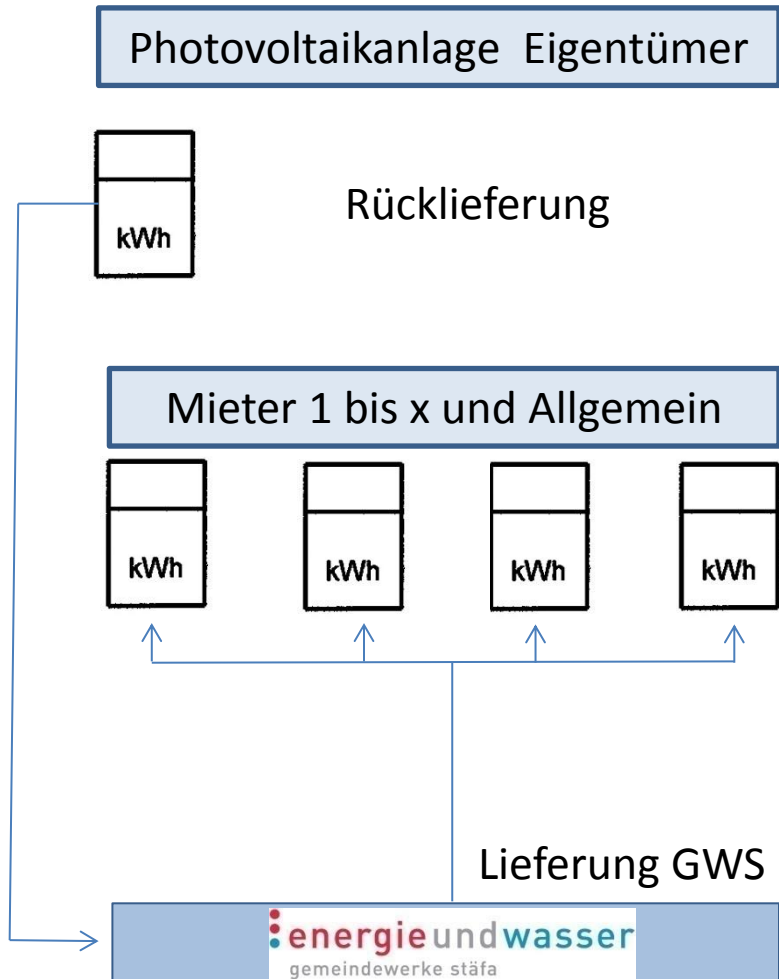 Photovoltaikanlage Eigentümer
kWh
Rücklieferung
Mieter 1 bis x und Allgemein
kWh kWh kWh kWh
Lieferung GWS
energieundwasser
gemeindewerke stäfa